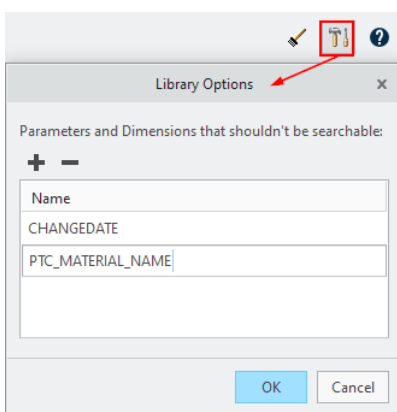 Library Options
Parameters and Dimensions that shouldn't be searchable:
Name
CHANGEDATE
PTC_MATERIAL_NAME
OK Cancel